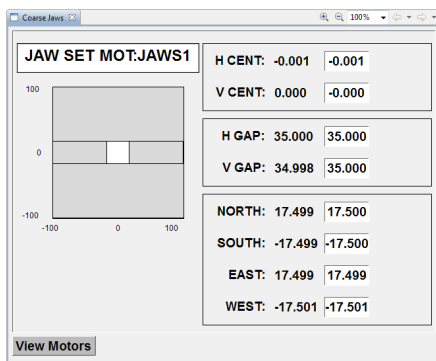 Coarse Jaws
100%
JAW SET MOT:JAWS1
100
0
-100
-100 0 100
H CENT: -0.001 -0.001
V CENT: 0.000 -0.000
H GAP: 35.000 35.000
V GAP: 34.998 35.000
NORTH: 17.499 17.500
SOUTH: -17.499 -17.500
EAST: 17.499 17.499
WEST: -17.501 -17.501
View Motors